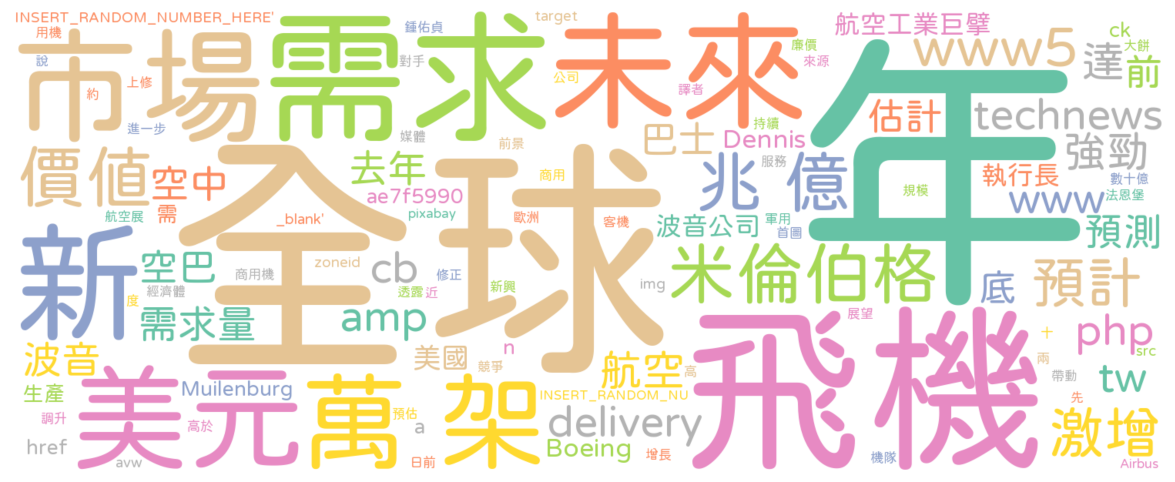 INSERT_RANDOM_NUMBER_HERE'
target
航空工業巨擘
用機
鍾佑貞
廉價
ck
說
市場
需求
未來
www5
達
大餅
前
對手
公司
來源
約
上修
譯者
年
估計
technews
進一步
媒體
前景
巴士
Dennis
持續
強勁
價值
空中
去年
商用
兆
億
服務
執行長
數十億
ae7f5990
規模
www
法恩堡
需
全球
航空展
_blank'
pixabay
歐洲
客機
波音公司
軍用
首圖
預測
新
空巴
zoneid
cb
米倫伯格
商用機
修正
底
預計
經濟體
透露
近
新興
img
度
需求量
amp
展望
飛機
php
十
src
波音
美國
n
競爭
航空
高
兩
生產
美元
Muilenburg
萬
架
INSERT_RANDOM_NU
帶動
tw
先
調升
高於
預估
a
delivery
激增
href
avw
日前
Boeing
增長
機隊
Airbus